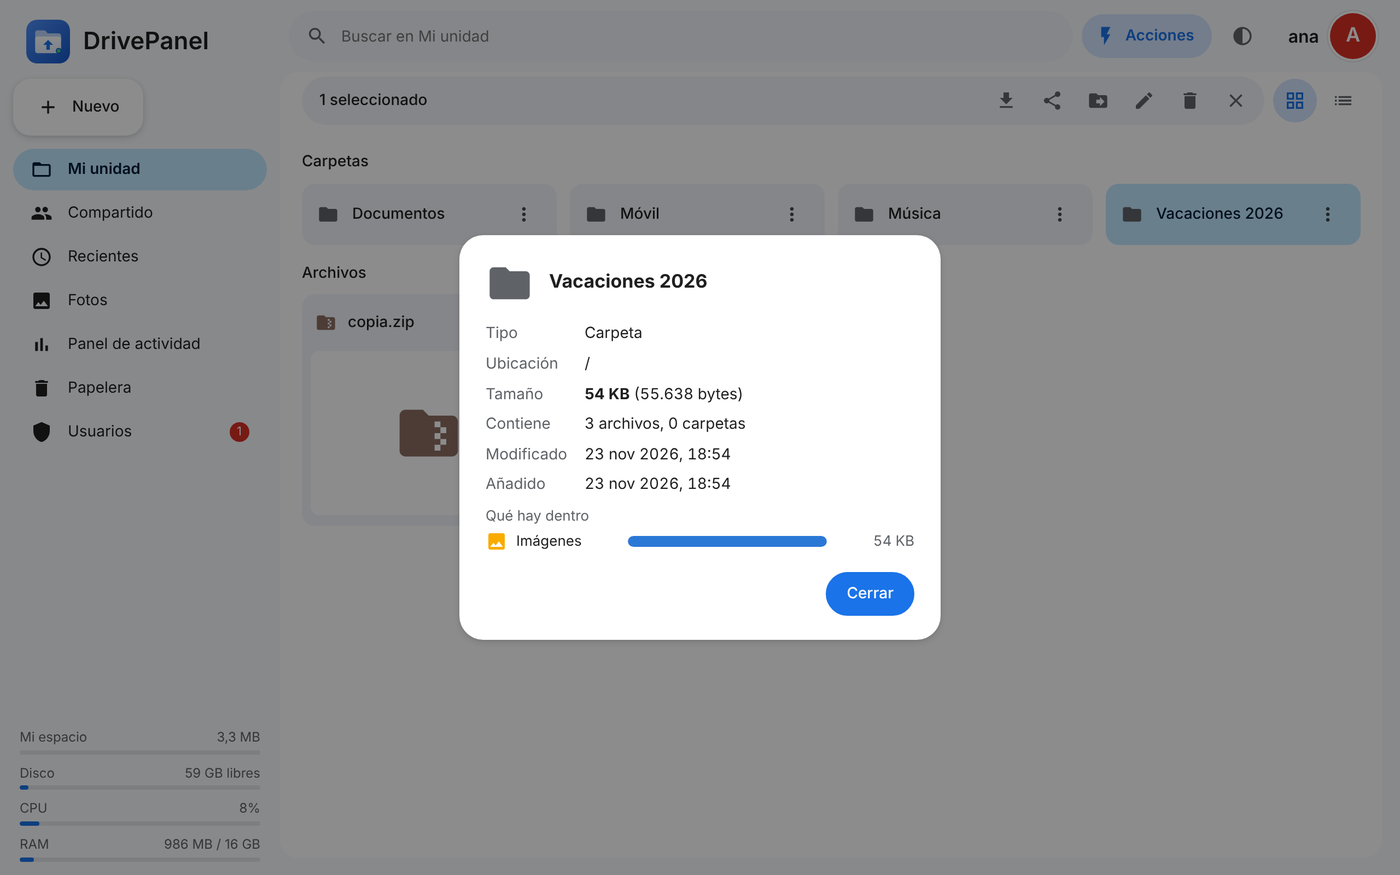 DrivePanel
Buscar en Mi unidad
Acciones
ana
A
Nuevo
1 seleccionado
Mi unidad
Compartido
Recientes
Fotos
Panel de actividad
Papelera
Usuarios
1
Carpetas
Documentos
Móvil
Música
Vacaciones 2026
Archivos
copia.zip
Vacaciones 2026
Tipo Carpeta
Ubicación /
Tamaño 54 KB (55.638 bytes)
Contiene 3 archivos, 0 carpetas
Modificado 23 nov 2026, 18:54
Añadido 23 nov 2026, 18:54
Qué hay dentro
Imágenes 54 KB
Cerrar
Mi espacio 3,3 MB
Disco 59 GB libres
CPU 8%
RAM 986 MB / 16 GB